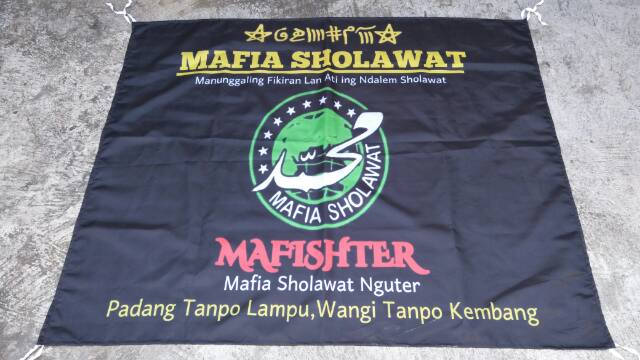 MAFIA SHOLAWAT
Manunggaling Fikiran Lan Ati ing Ndalem Sholawat
محمد
MAFIA SHOLAWAT
MAFISHTER
Mafia Sholawat Nguter
Padang Tanpo Lampu,Wangi Tanpo Kembang